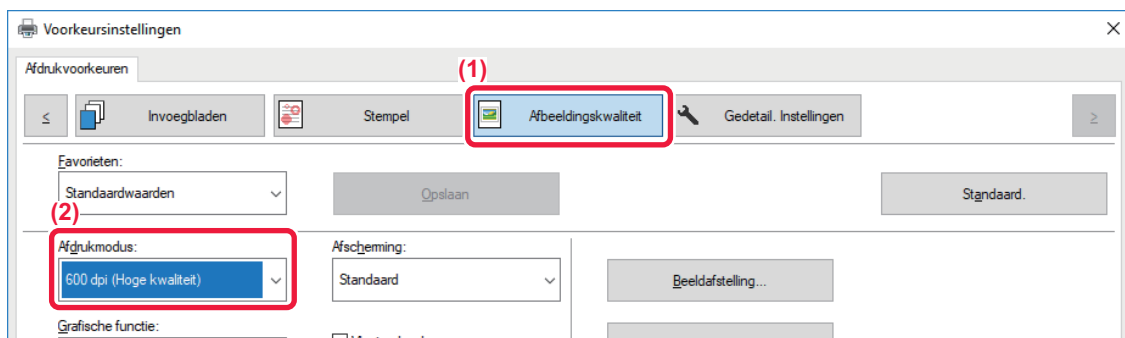 Voorkeursinstellingen
Afdrukvoorkeuren
(1)
< Invoegbladen Stempel Afbeeldingskwaliteit Gedetail. Instellingen >
Favorieten:
Standaardwaarden Opslaan Standaard.
(2)
Afdrukmodus: Afscherming:
600 dpi (Hoge kwaliteit) Standaard Beeldafstelling...
Grafische functie: